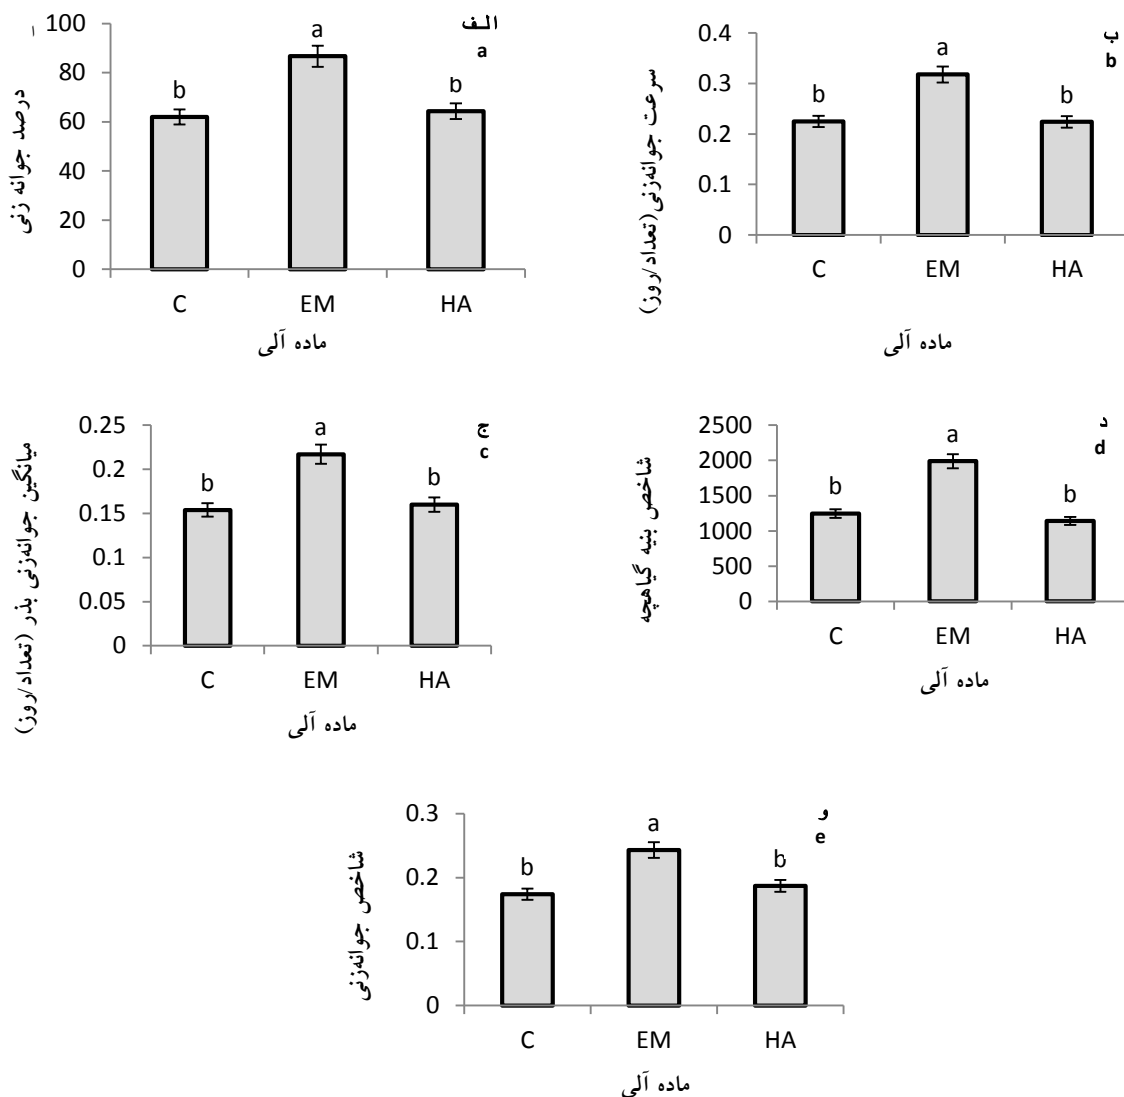 الف
a
درصد جوانه زنی
100
80
60
40
20
0
b
a
b
C EM HA
ماده آلی
b
سرعت جوانه‌زنی(تعداد/روز)
0.4
0.3
0.2
0.1
0
b
a
b
C EM HA
ماده آلی
ج
c
میانگین جوانه‌زنی بذر (تعداد/روز)
0.25
0.2
0.15
0.1
0.05
0
b
a
b
C EM HA
ماده آلی
d
شاخص بنیه گیاهچه
2500
2000
1500
1000
500
0
b
a
b
C EM HA
ماده آلی
و
e
شاخص جوانه‌زنی
0.3
0.2
0.1
0
b
a
b
C EM HA
ماده آلی